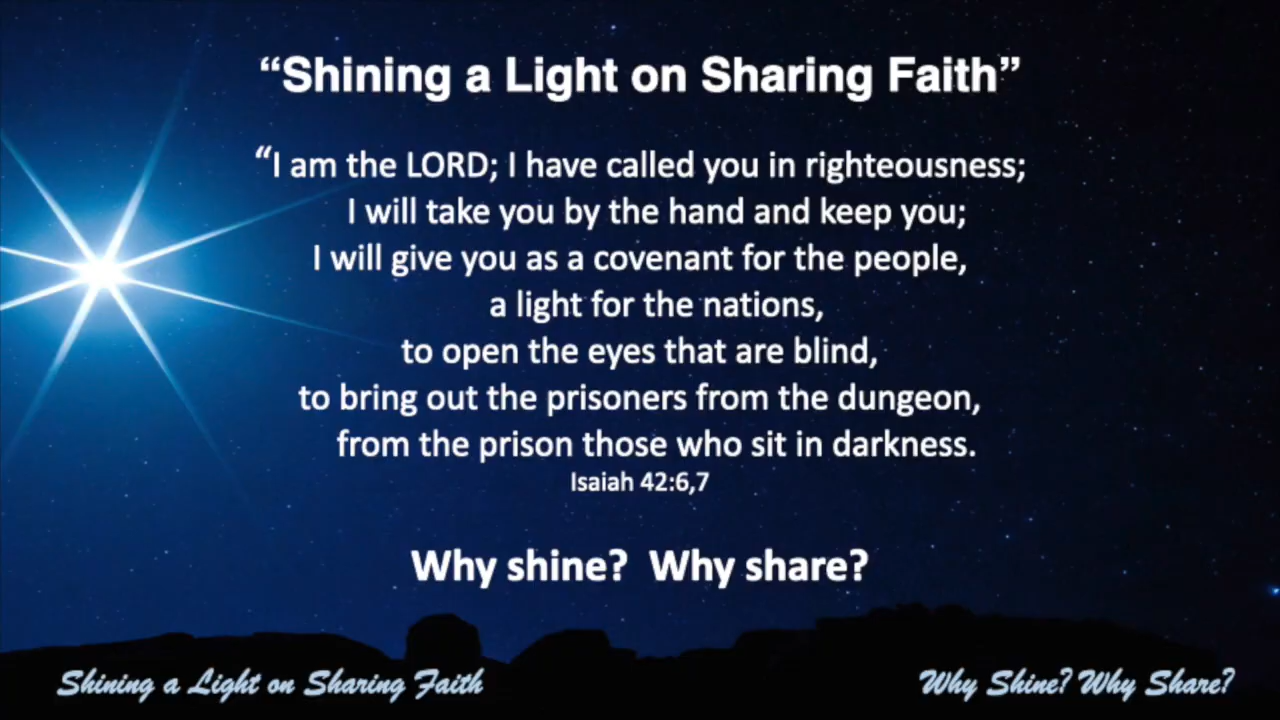 “Shining a Light on Sharing Faith”
“I am the LORD; I have called you in righteousness;
I will take you by the hand and keep you;
I will give you as a covenant for the people,
a light for the nations,
to open the eyes that are blind,
to bring out the prisoners from the dungeon,
from the prison those who sit in darkness.
Isaiah 42:6,7
Why shine?  Why share?
Shining a Light on Sharing Faith
Why Shine? Why Share?